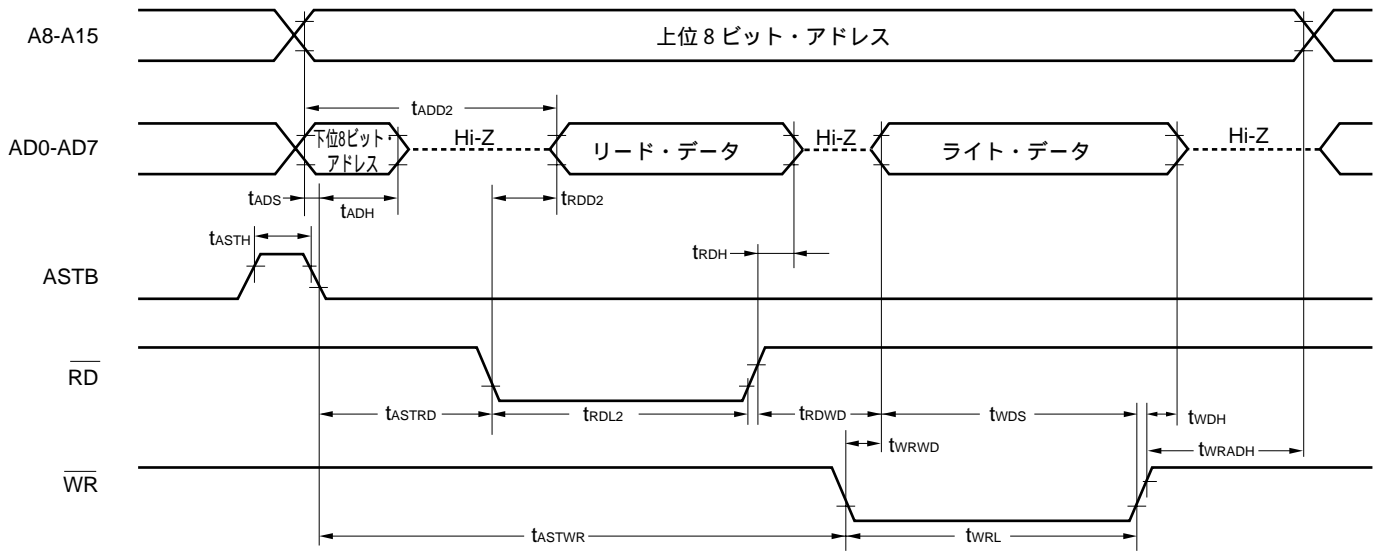 A8-A15
上位8ビット・アドレス
tADD2
AD0-AD7
下位8ビット・
アドレス
Hi-Z
リード・データ
Hi-Z
ライト・データ
Hi-Z
tADS
tADH
tRDD2
tASTH
tRDH
ASTB
RD
tASTRD
tRDL2
tRDWD
tWDS
tWDH
tWRWD
tWRADH
WR
tASTWR
tWRL